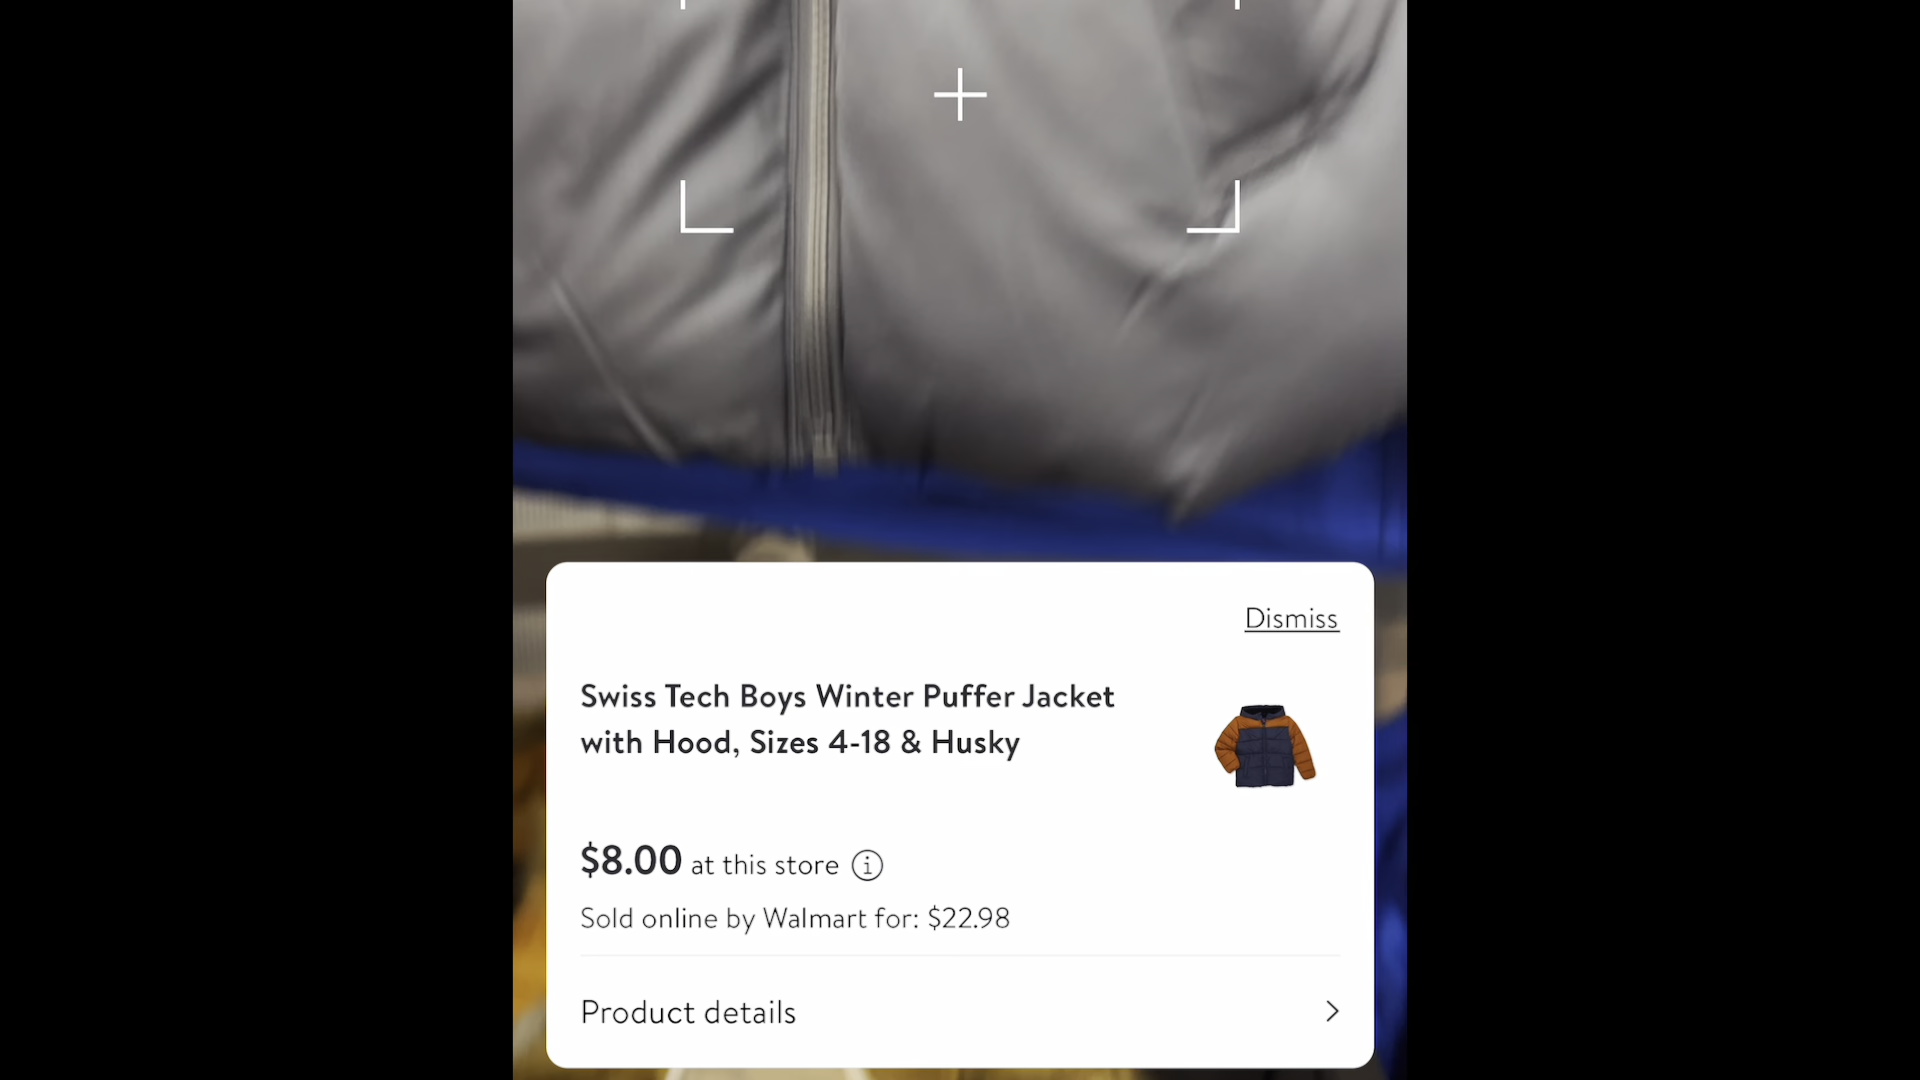 Dismiss
Swiss Tech Boys Winter Puffer Jacket
with Hood, Sizes 4-18 & Husky
$8.00 at this store
Sold online by Walmart for: $22.98
Product details